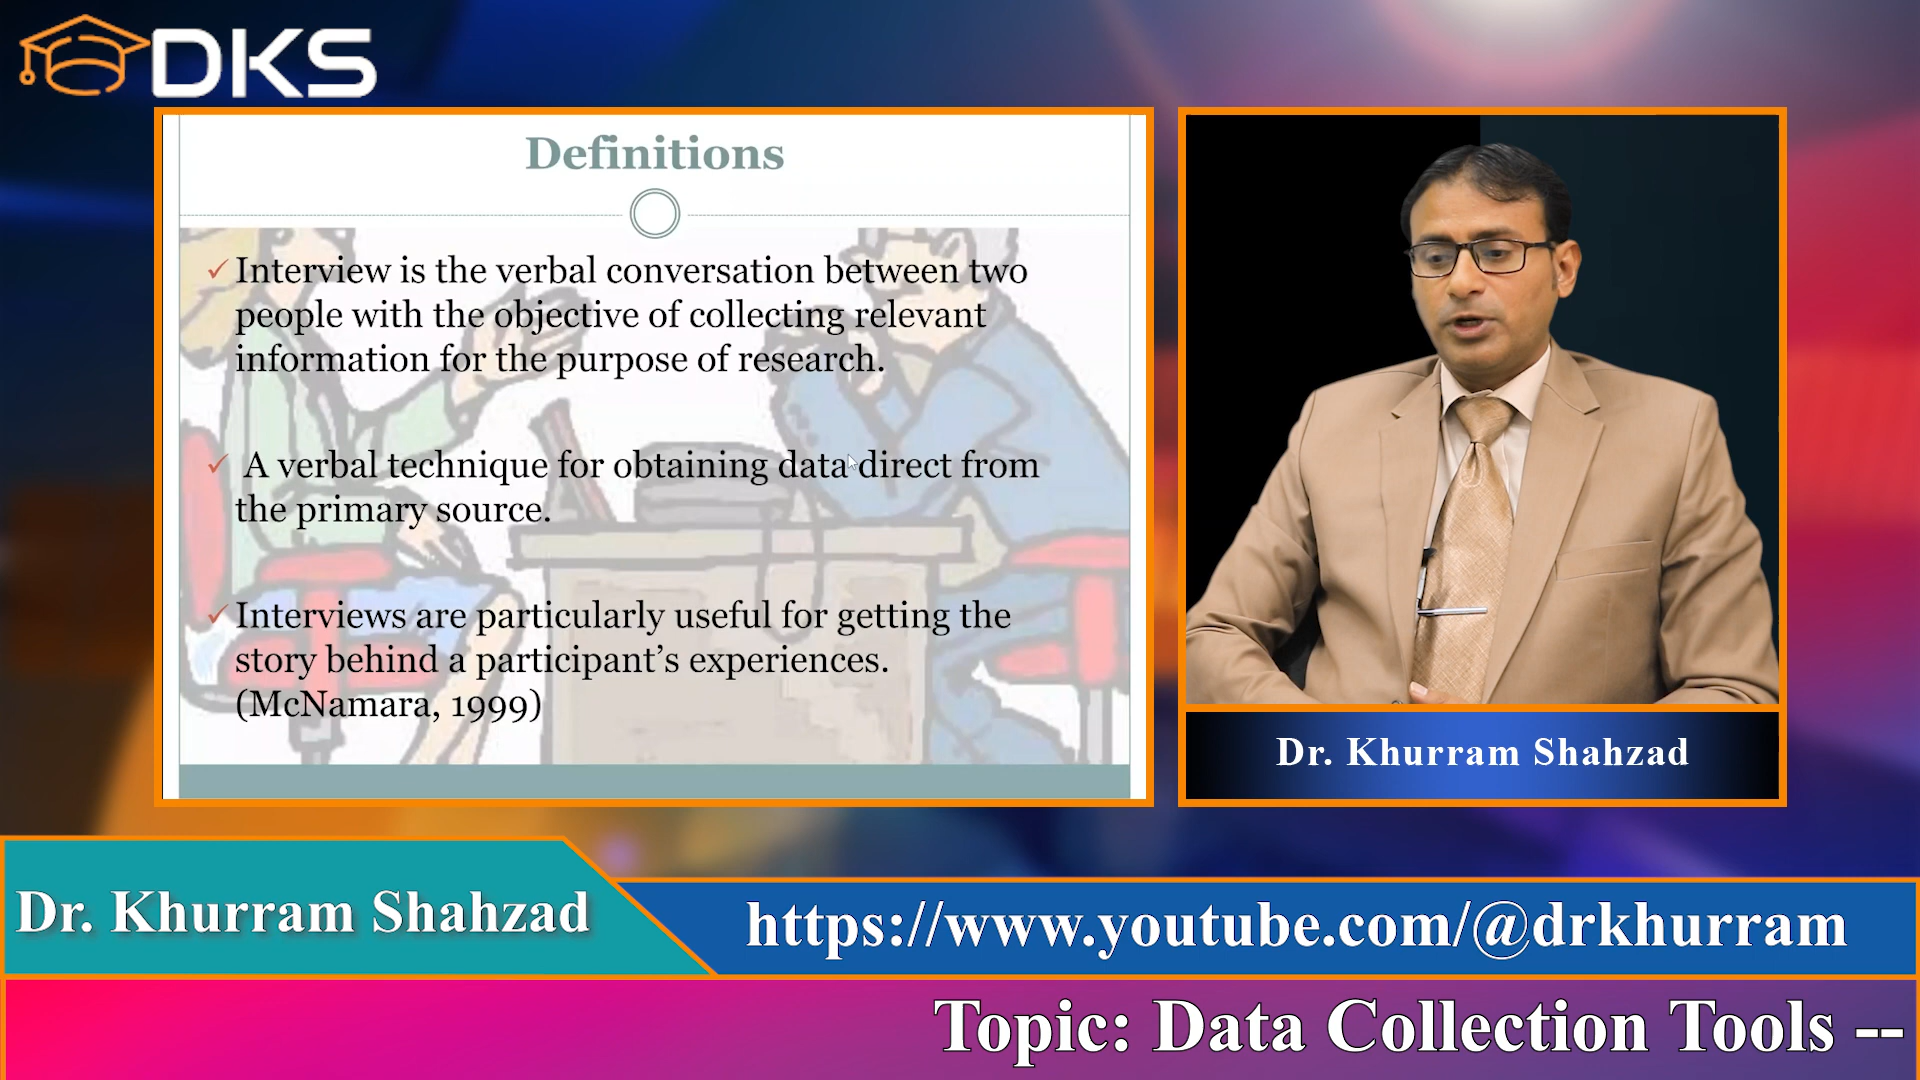 DKS
Definitions
✓ Interview is the verbal conversation between two
people with the objective of collecting relevant
information for the purpose of research.
✓ A verbal technique for obtaining data direct from
the primary source.
✓ Interviews are particularly useful for getting the
story behind a participant’s experiences.
(McNamara, 1999)
Dr. Khurram Shahzad
Dr. Khurram Shahzad
https://www.youtube.com/@drkhurram
Topic: Data Collection Tools --